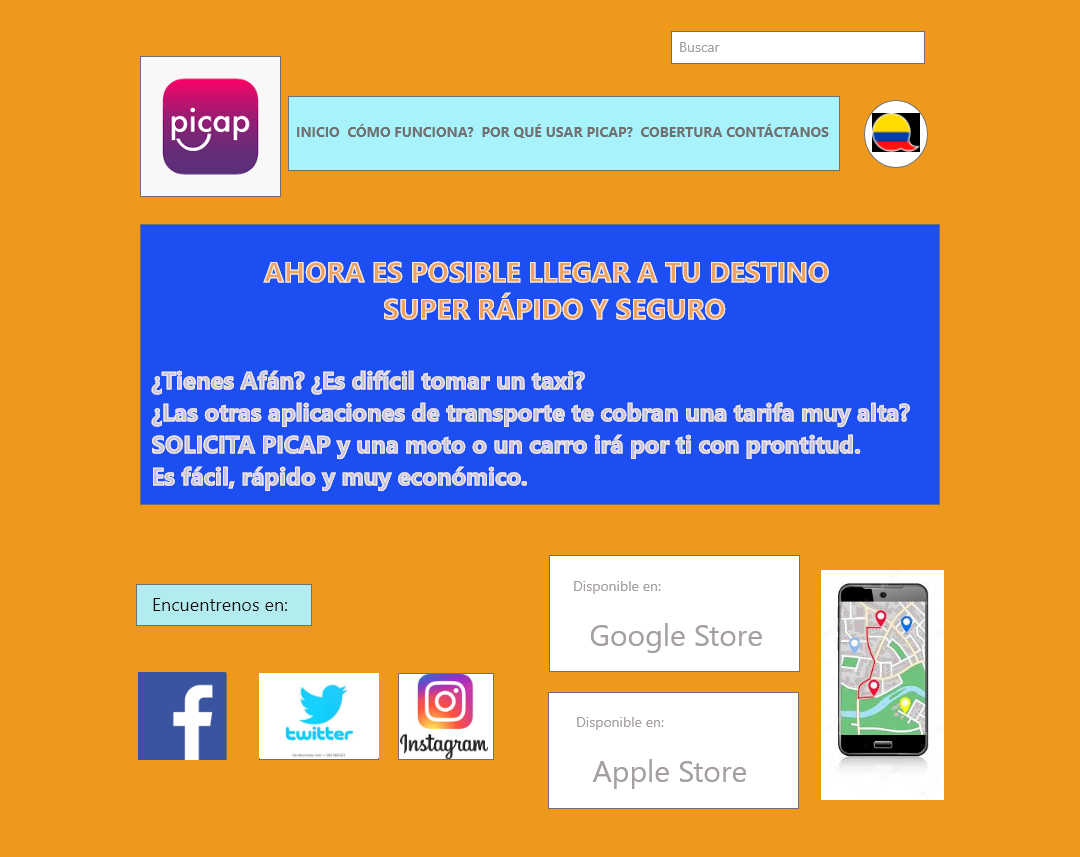 Buscar
picap
INICIO CÓMO FUNCIONA? POR QUÉ USAR PICAP? COBERTURA CONTÁCTANOS
AHORA ES POSIBLE LLEGAR A TU DESTINO
SUPER RÁPIDO Y SEGURO
¿Tienes Afán? ¿Es difícil tomar un taxi?
¿Las otras aplicaciones de transporte te cobran una tarifa muy alta?
SOLICITA PICAP y una moto o un carro irá por ti con prontitud.
Es fácil, rápido y muy económico.
Encuentrenos en:
Disponible en:
Google Store
twitter
Instagram
Disponible en:
Apple Store